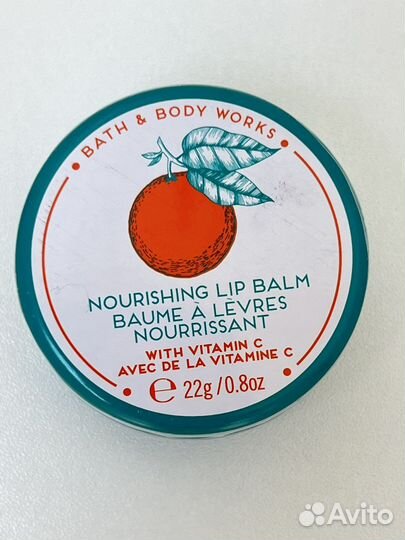 BATH & BODY WORKS
NOURISHING LIP BALM
BAUME À LÈVRES
NOURRISSANT
WITH VITAMIN C
AVEC DE LA VITAMINE C
℮ 22g/0.8oz
Avito